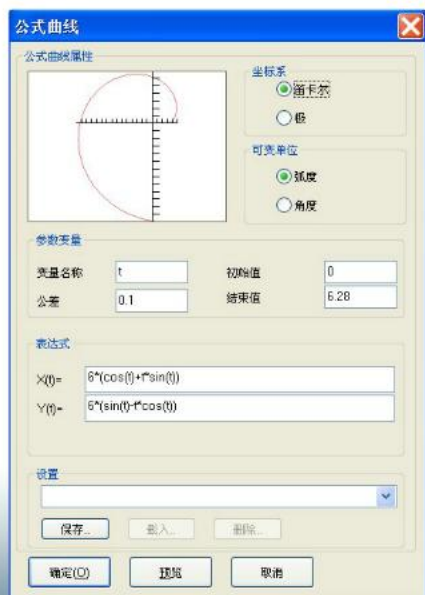 公式曲线
公式曲线属性
坐标系
笛卡尔
极
可变单位
弧度
角度
参数变量
变量名称 t 初始值 0
公差 0.1 结束值 6.28
表达式
X(t)= 6*(cos(t)+t*sin(t))
Y(t)= 6*(sin(t)-t*cos(t))
设置
保存..
删除..
确定(O) 预览 取消